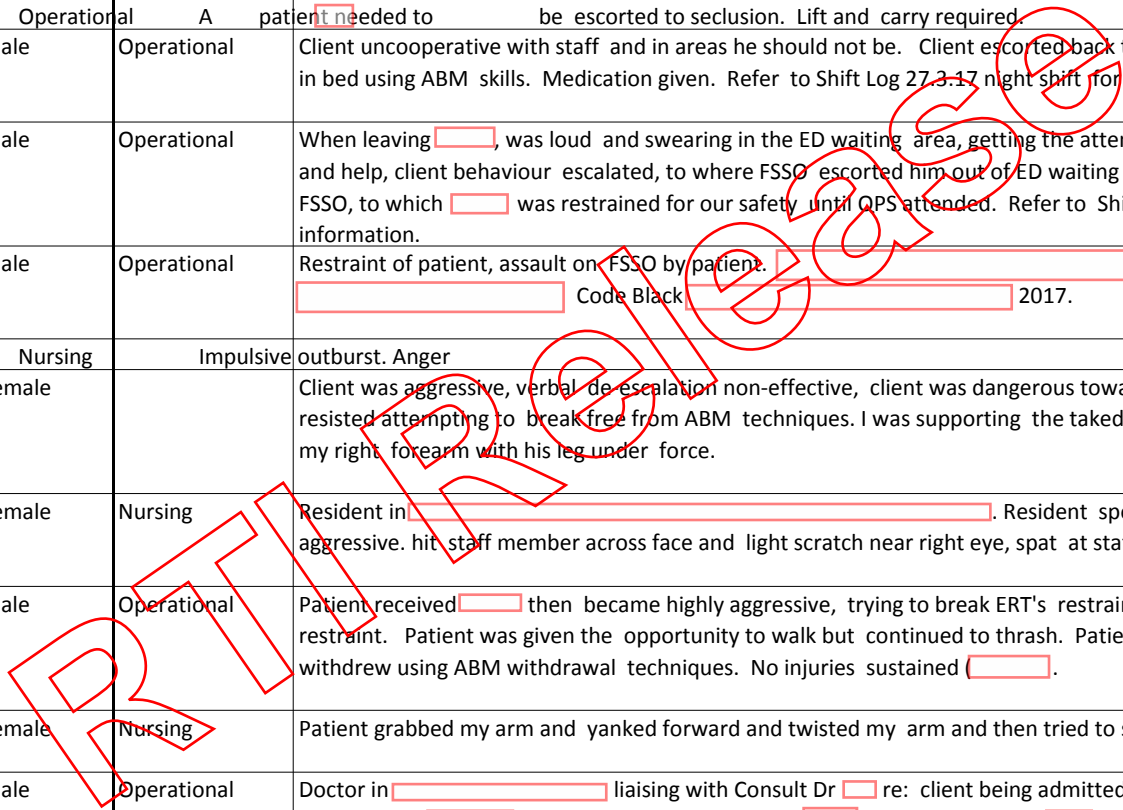 Operational A patient needed to be escorted to seclusion. Lift and carry required.
ale Operational Client uncooperative with staff and in areas he should not be. Client escorted back t
in bed using ABM skills. Medication given. Refer to Shift Log 27.3.17 night shift for
ale Operational When leaving , was loud and swearing in the ED waiting area, getting the atter
and help, client behaviour escalated, to where FSSO escorted him out of ED waiting
FSSO, to which was restrained for our safety until QPS attended. Refer to Shi
information.
ale Operational Restraint of patient, assault on FSSO by patient.
Code Black 2017.
Nursing Impulsive outburst. Anger
emale Client was aggressive, verbal de-escalation non-effective, client was dangerous towa
resisted attempting to break free from ABM techniques. I was supporting the taked
my right forearm with his leg under force.
emale Nursing Resident in . Resident spe
aggressive. hit staff member across face and light scratch near right eye, spat at sta
ale Operational Patient received then became highly aggressive, trying to break ERT's restrain
restraint. Patient was given the opportunity to walk but continued to thrash. Patie
withdrew using ABM withdrawal techniques. No injuries sustained ( .
emale Nursing Patient grabbed my arm and yanked forward and twisted my arm and then tried to s
ale Operational Doctor in liaising with Consult Dr re: client being admitted
RTI Release